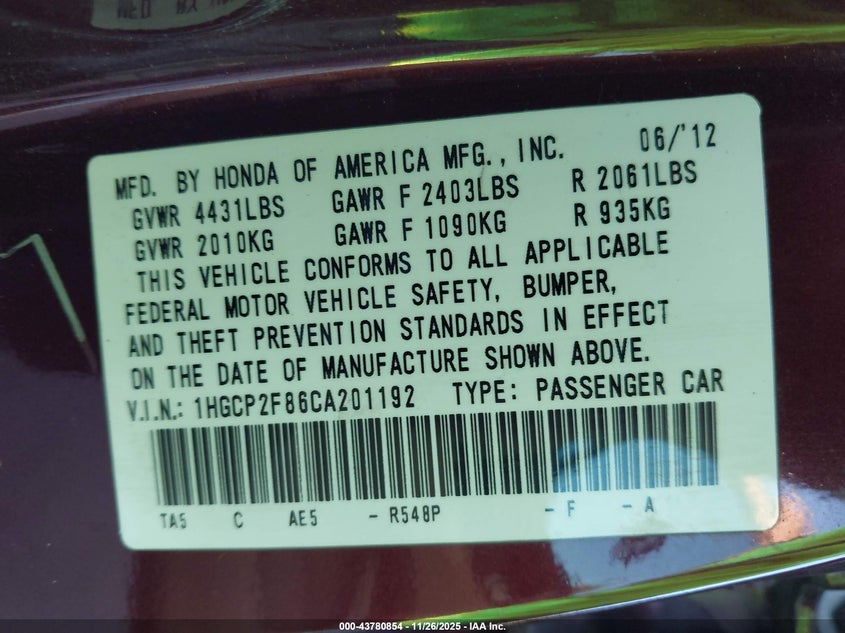 MFD. BY HONDA OF AMERICA MFG., INC. 06/'12
GVWR 4431LBS GAWR F 2403LBS R 2061LBS
GVWR 2010KG GAWR F 1090KG R 935KG
THIS VEHICLE CONFORMS TO ALL APPLICABLE
FEDERAL MOTOR VEHICLE SAFETY, BUMPER,
AND THEFT PREVENTION STANDARDS IN EFFECT
ON THE DATE OF MANUFACTURE SHOWN ABOVE.
V.I.N.: 1HGCP2F86CA201192 TYPE: PASSENGER CAR
TA5 C AE5 - R548P - F - A
000-43780854 - 11/26/2025 - IAA Inc.